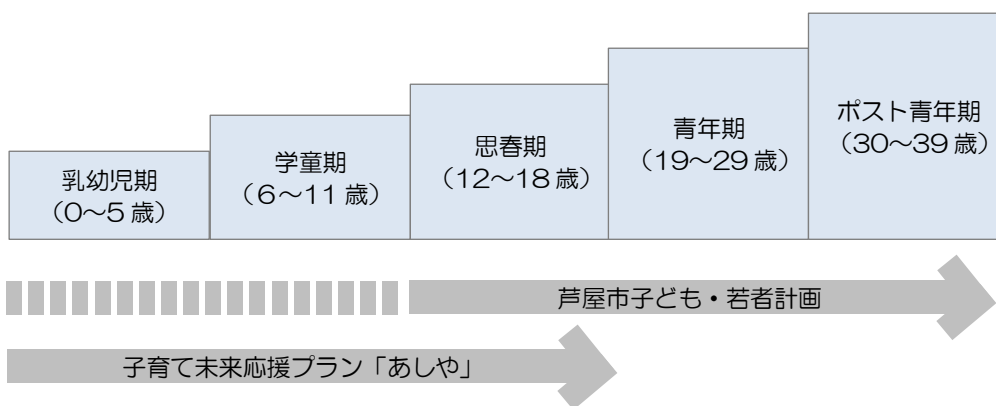 乳幼児期
（0～5 歳）
学童期
（６～11 歳）
思春期
（12～18 歳）
青年期
（19～29 歳）
ポスト青年期
（30～39 歳）
芦屋市子ども・若者計画
子育て未来応援プラン「あしや」